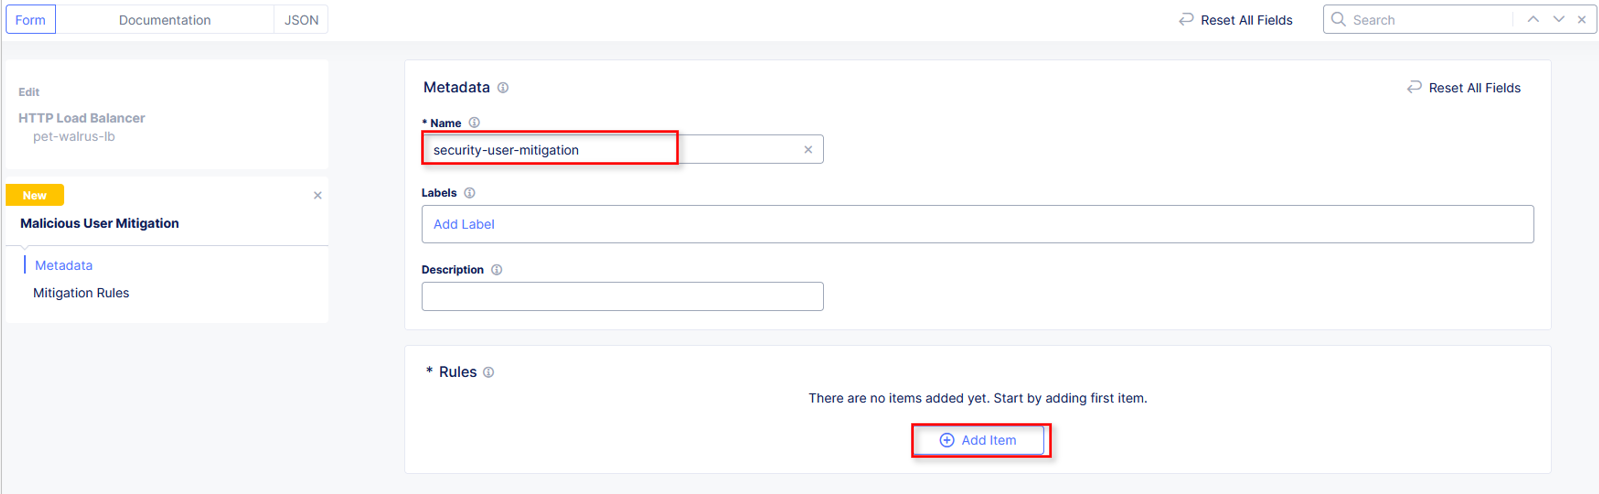 Form Documentation JSON Reset All Fields Search
Edit
HTTP Load Balancer
pet-walrus-lb
New
Malicious User Mitigation
Metadata
Mitigation Rules
Metadata Reset All Fields
* Name
security-user-mitigation
Labels
Add Label
Description
* Rules
There are no items added yet. Start by adding first item.
Add Item